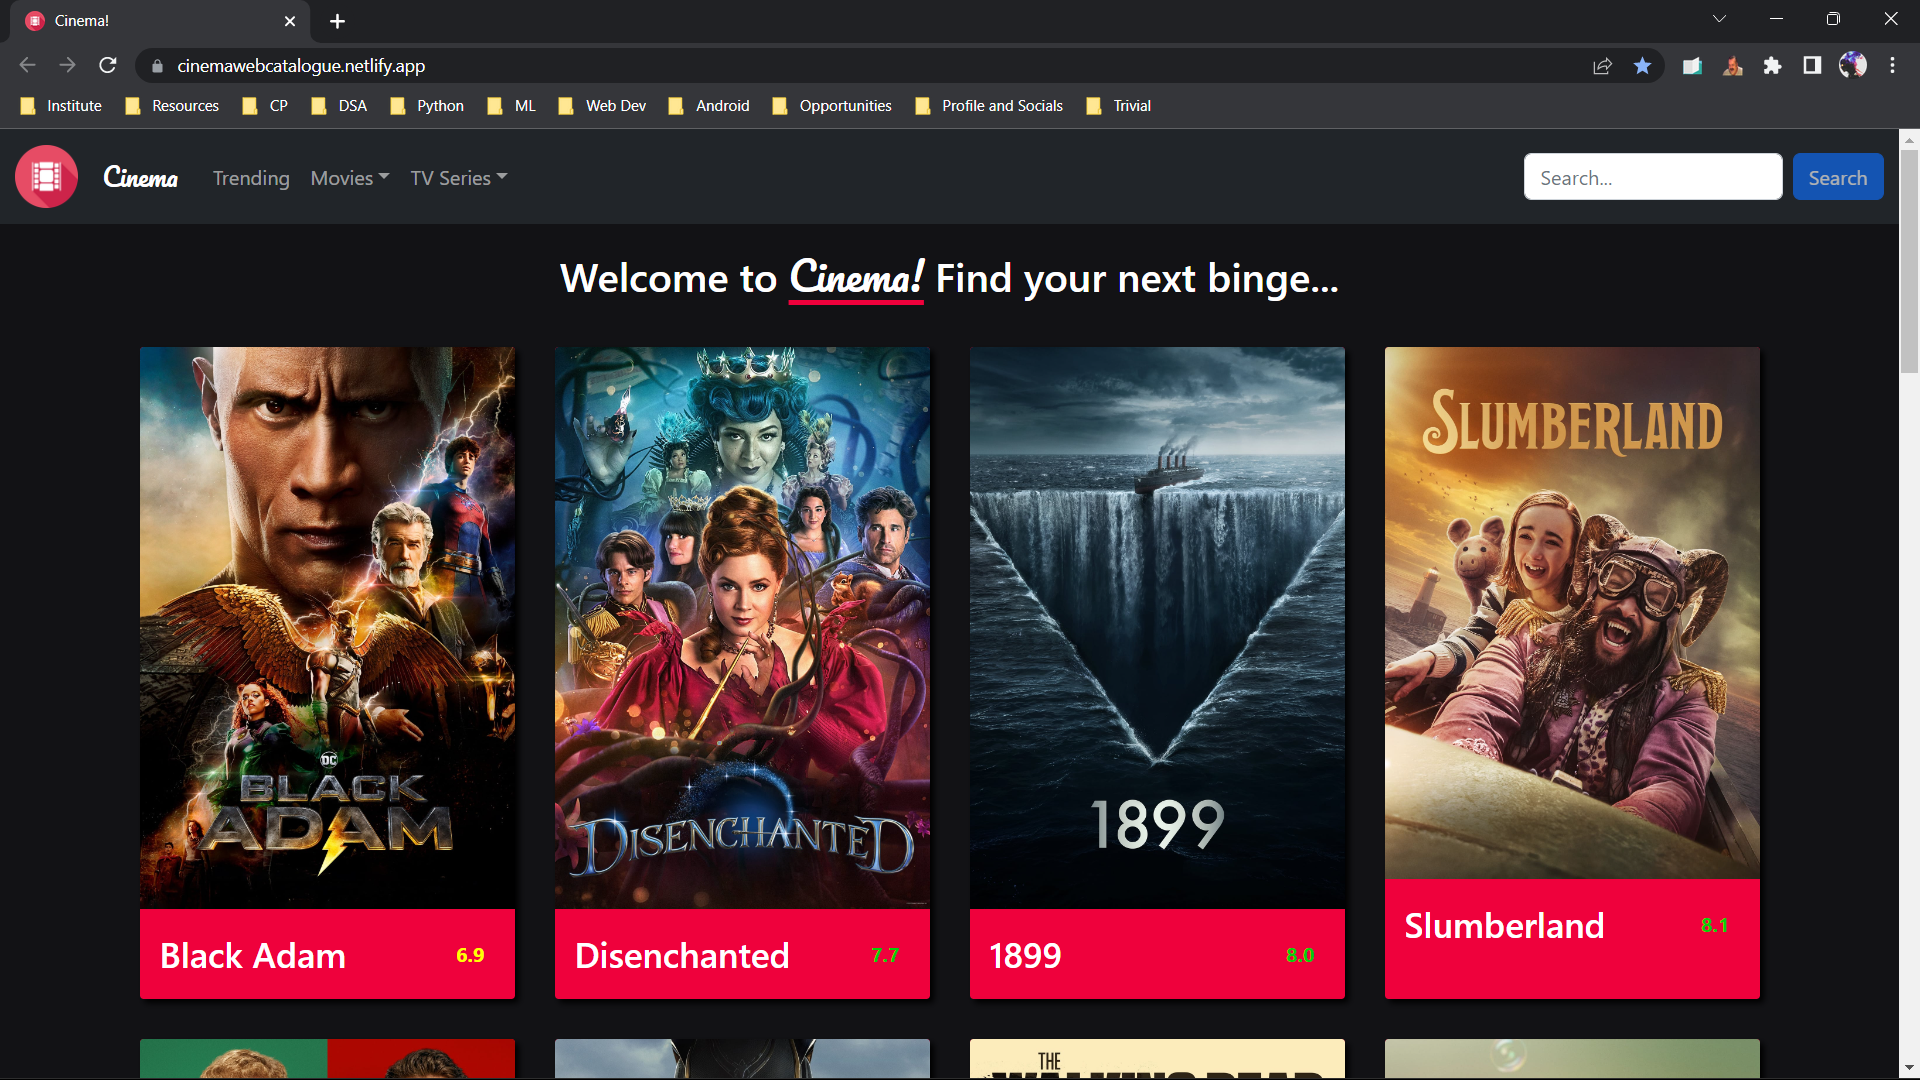 Cinema!
cinemawebcatalogue.netlify.app
Institute Resources CP DSA Python ML Web Dev Android Opportunities Profile and Socials Trivial
Cinema Trending Movies TV Series Search... Search
Welcome to Cinema! Find your next binge...
DC
BLACK
ADAM
DISENCHANTED
1899
SLUMBERLAND
Black Adam 6.9
Disenchanted 7.7
1899 8.0
Slumberland 8.1
THE
WALKING DEAD